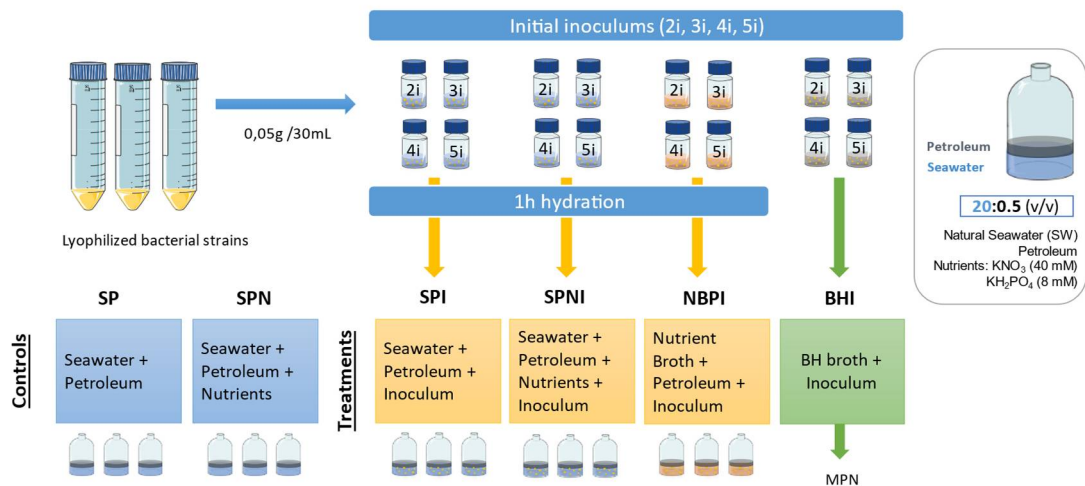 Initial inoculums (2i, 3i, 4i, 5i)
0,05g /30mL
2i 3i
4i 5i
2i 3i
4i 5i
2i 3i
4i 5i
2i 3i
4i 5i
Lyophilized bacterial strains
1h hydration
Petroleum
Seawater
20:0.5 (v/v)
Natural Seawater (SW)
Petroleum
Nutrients: KNO3 (40 mM)
KH2PO4 (8 mM)
Controls
SP
Seawater +
Petroleum
SPN
Seawater +
Petroleum +
Nutrients
Treatments
SPI
Seawater +
Petroleum +
Inoculum
SPNI
Seawater +
Petroleum +
Nutrients +
Inoculum
NBPI
Nutrient
Broth +
Petroleum +
Inoculum
BHI
BH broth +
Inoculum
MPN